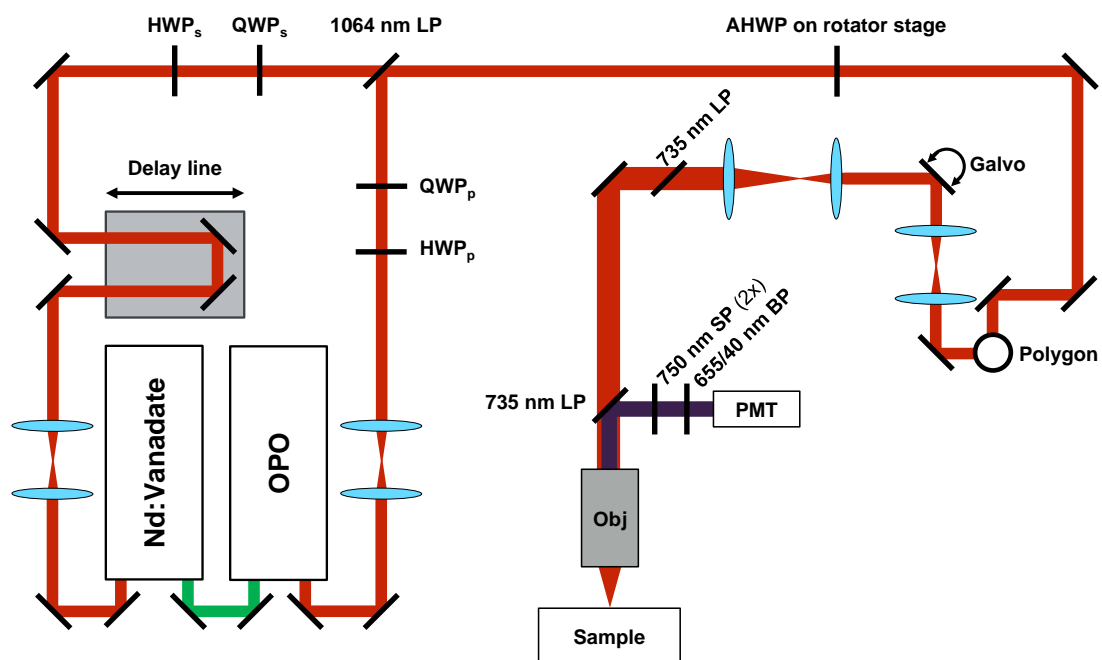 HWPs
QWPs
1064 nm LP
AHWP on rotator stage
735 nm LP
Galvo
Delay line
QWPp
HWPp
750 nm SP (2x)
655/40 nm BP
Polygon
735 nm LP
PMT
Nd:Vanadate
OPO
Obj
Sample